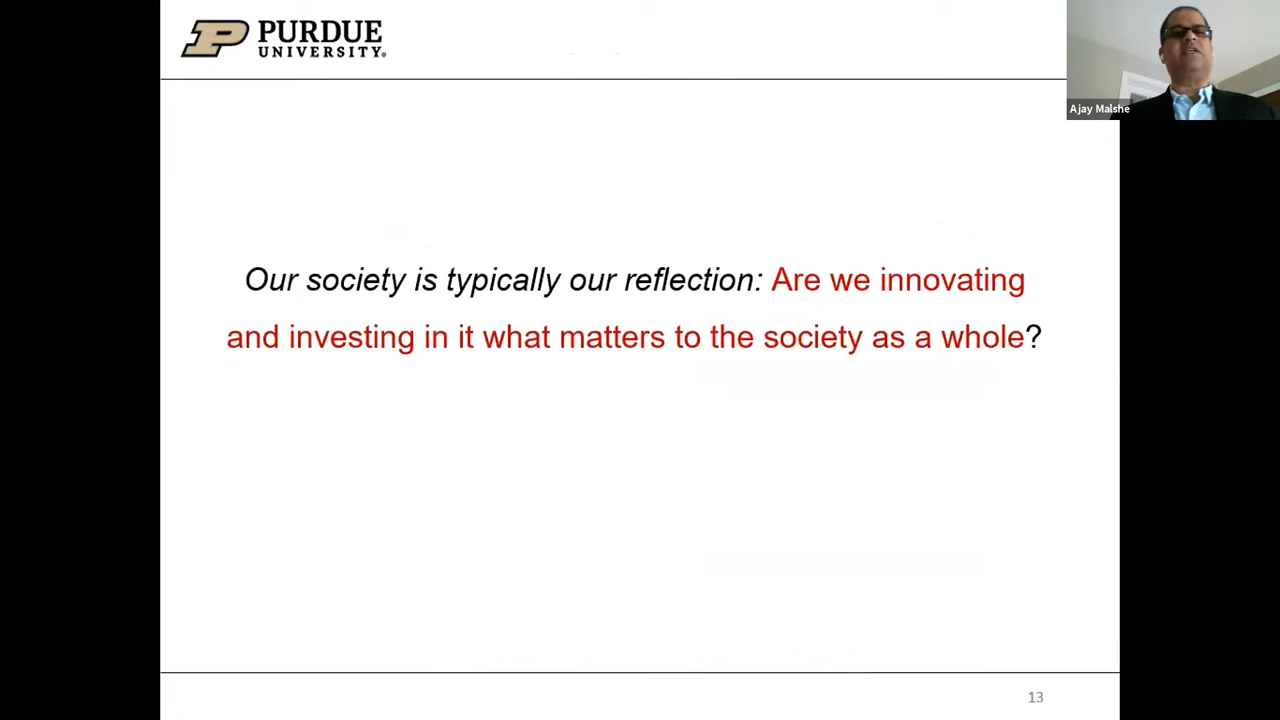 PURDUE
UNIVERSITY®
Ajay Malshe
Our society is typically our reflection: Are we innovating
and investing in it what matters to the society as a whole?
13